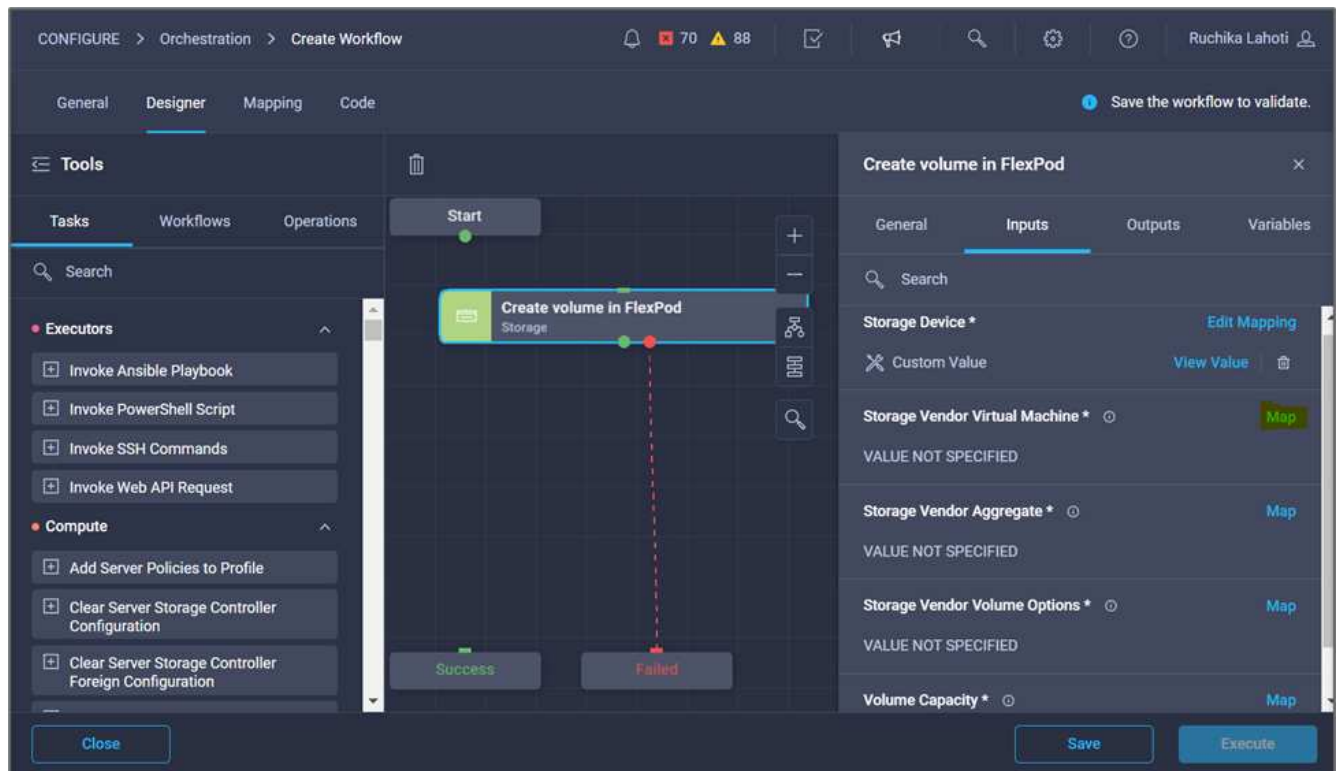 CONFIGURE > Orchestration > Create Workflow
70 88
Ruchika Lahoti
General Designer Mapping Code
Save the workflow to validate.
Tools
Tasks Workflows Operations
Search
Executors
Invoke Ansible Playbook
Invoke PowerShell Script
Invoke SSH Commands
Invoke Web API Request
Compute
Add Server Policies to Profile
Clear Server Storage Controller
Configuration
Clear Server Storage Controller
Foreign Configuration
Start
Create volume in FlexPod
Storage
Success
Failed
Create volume in FlexPod
General Inputs Outputs Variables
Search
Storage Device * Edit Mapping
Custom Value View Value
Storage Vendor Virtual Machine * Map
VALUE NOT SPECIFIED
Storage Vendor Aggregate * Map
VALUE NOT SPECIFIED
Storage Vendor Volume Options * Map
VALUE NOT SPECIFIED
Volume Capacity * Map
Close
Save
Execute